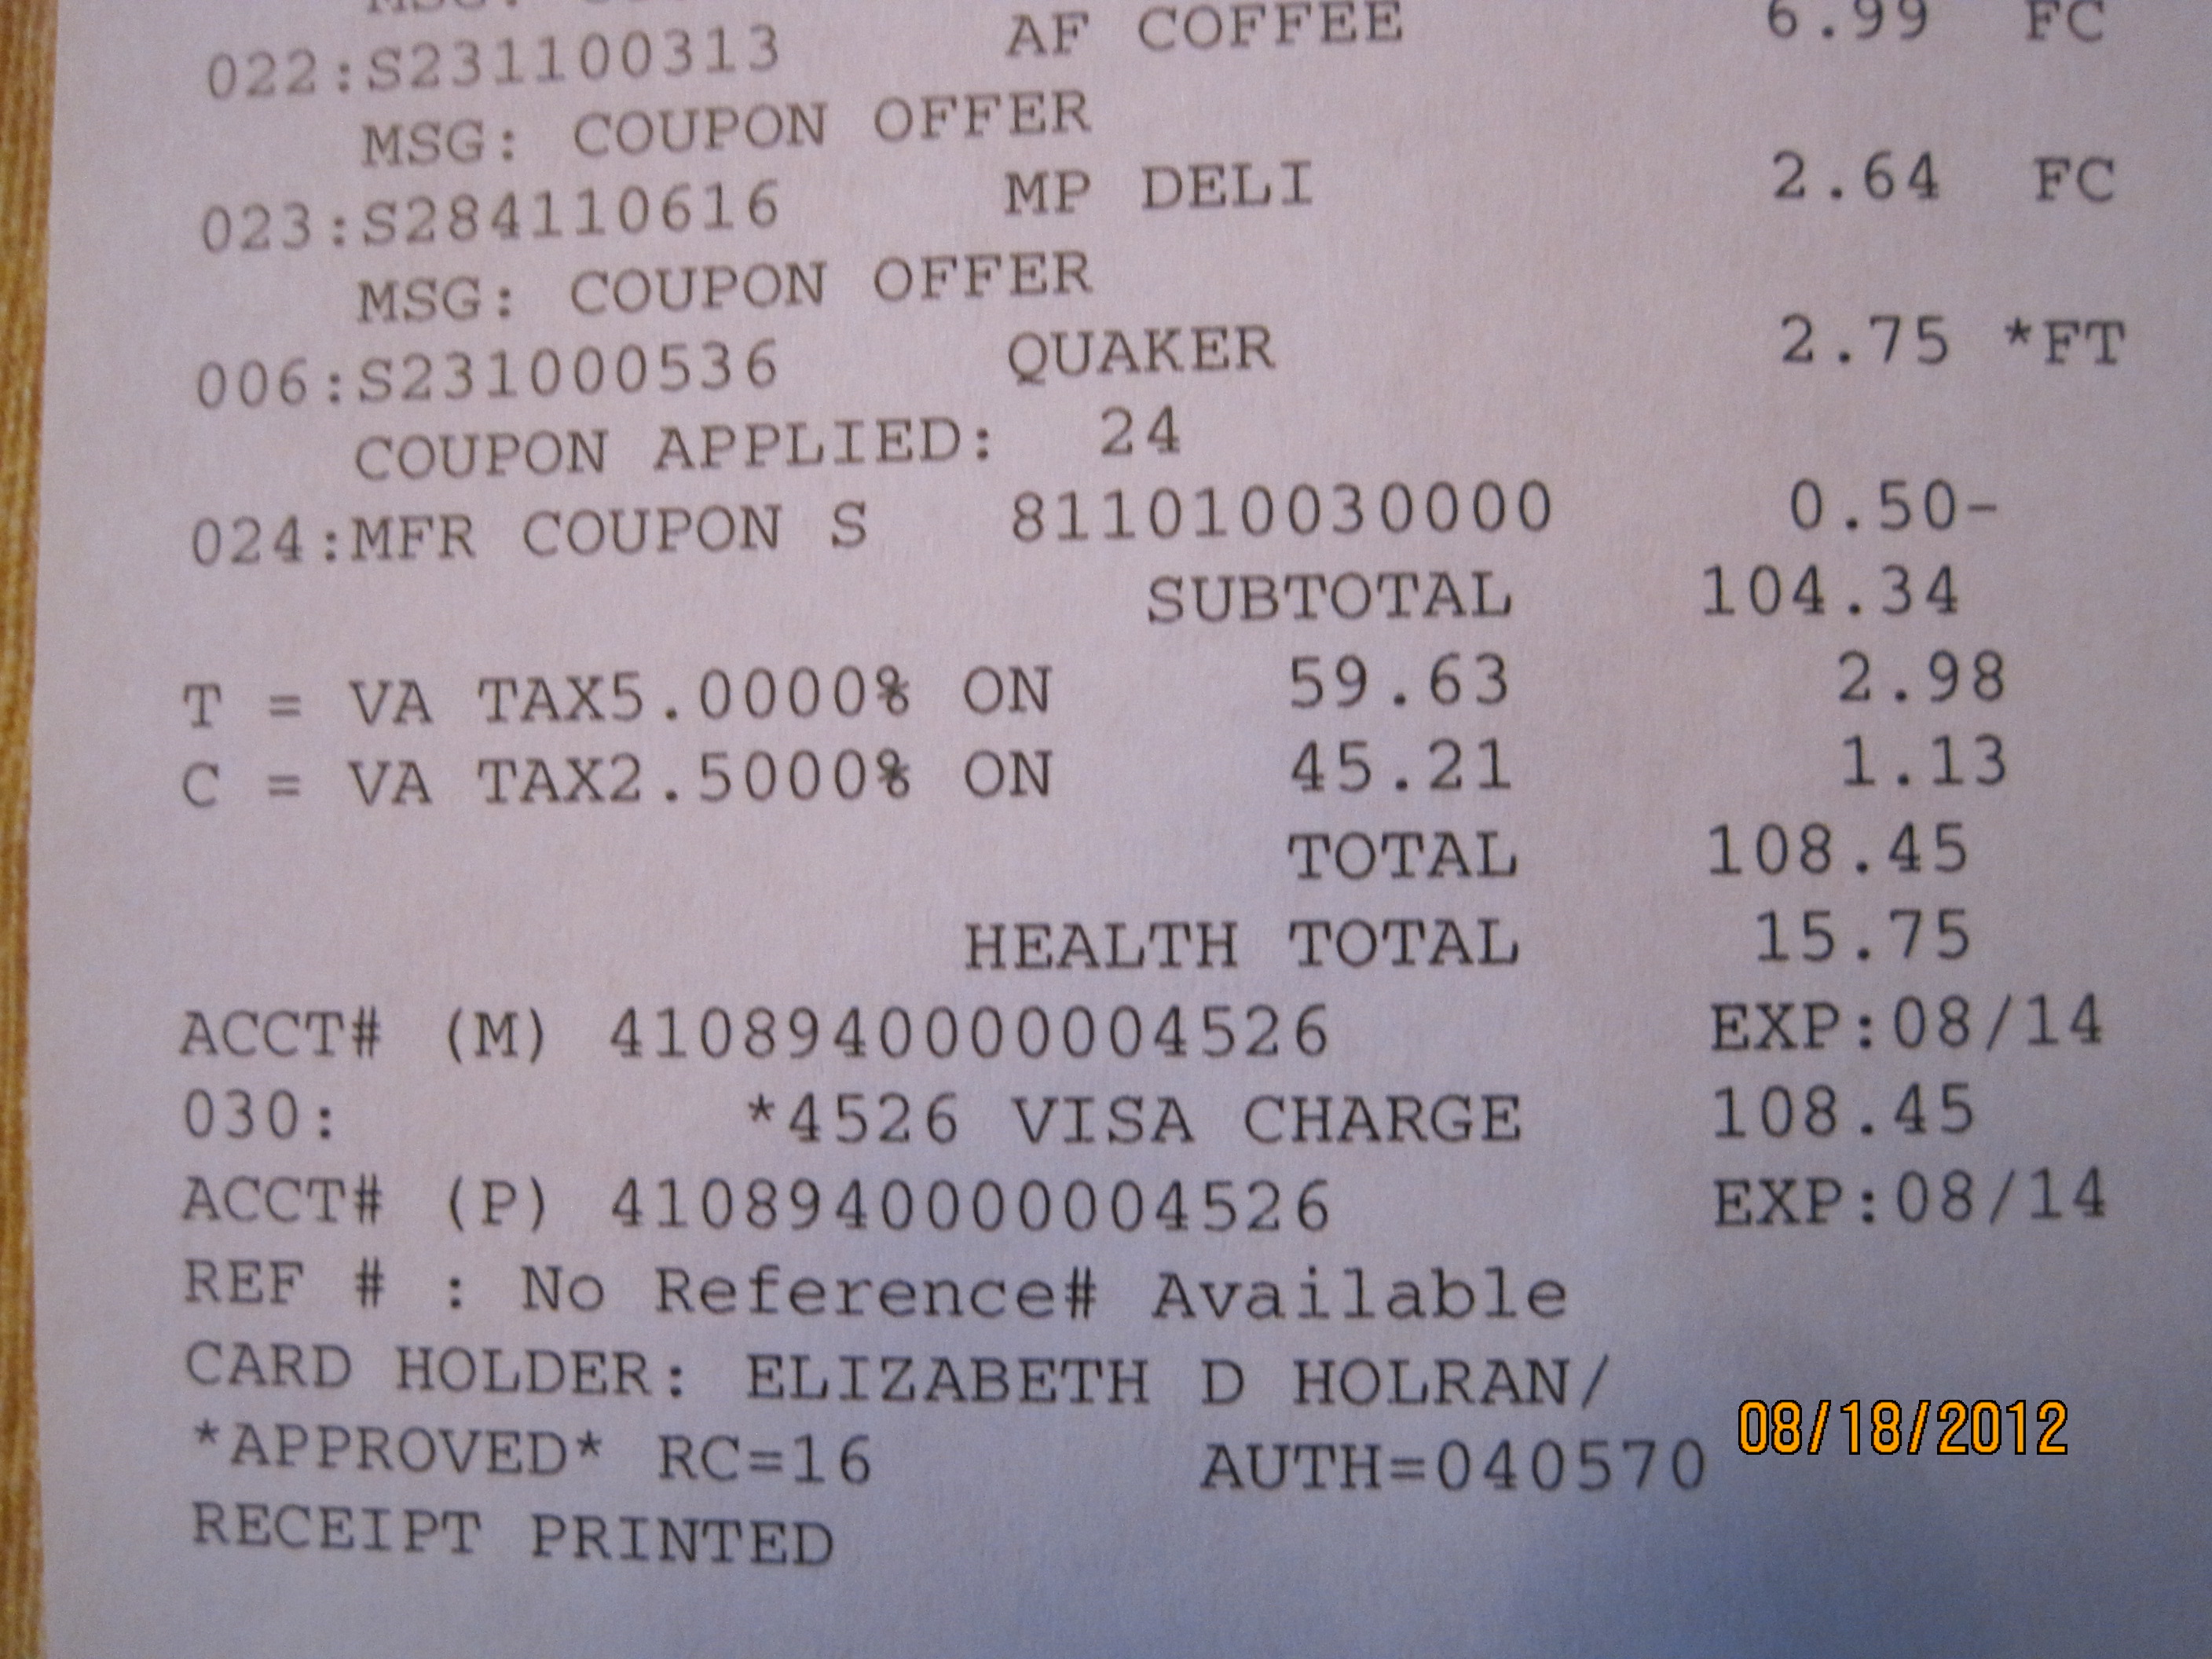 MSG:
022:S231100313 AF COFFEE 6.99 FC
MSG: COUPON OFFER
023:S284110616 MP DELI 2.64 FC
MSG: COUPON OFFER
006:S231000536 QUAKER 2.75 *FT
COUPON APPLIED: 24
024:MFR COUPON S 811010030000 0.50-
SUBTOTAL 104.34
T = VA TAX5.0000% ON 59.63 2.98
C = VA TAX2.5000% ON 45.21 1.13
TOTAL 108.45
HEALTH TOTAL 15.75
ACCT# (M) 4108940000004526 EXP:08/14
030: *4526 VISA CHARGE 108.45
ACCT# (P) 4108940000004526 EXP:08/14
REF # : No Reference# Available
CARD HOLDER: ELIZABETH D HOLRAN/
*APPROVED* RC=16 AUTH=040570
RECEIPT PRINTED
08/18/2012